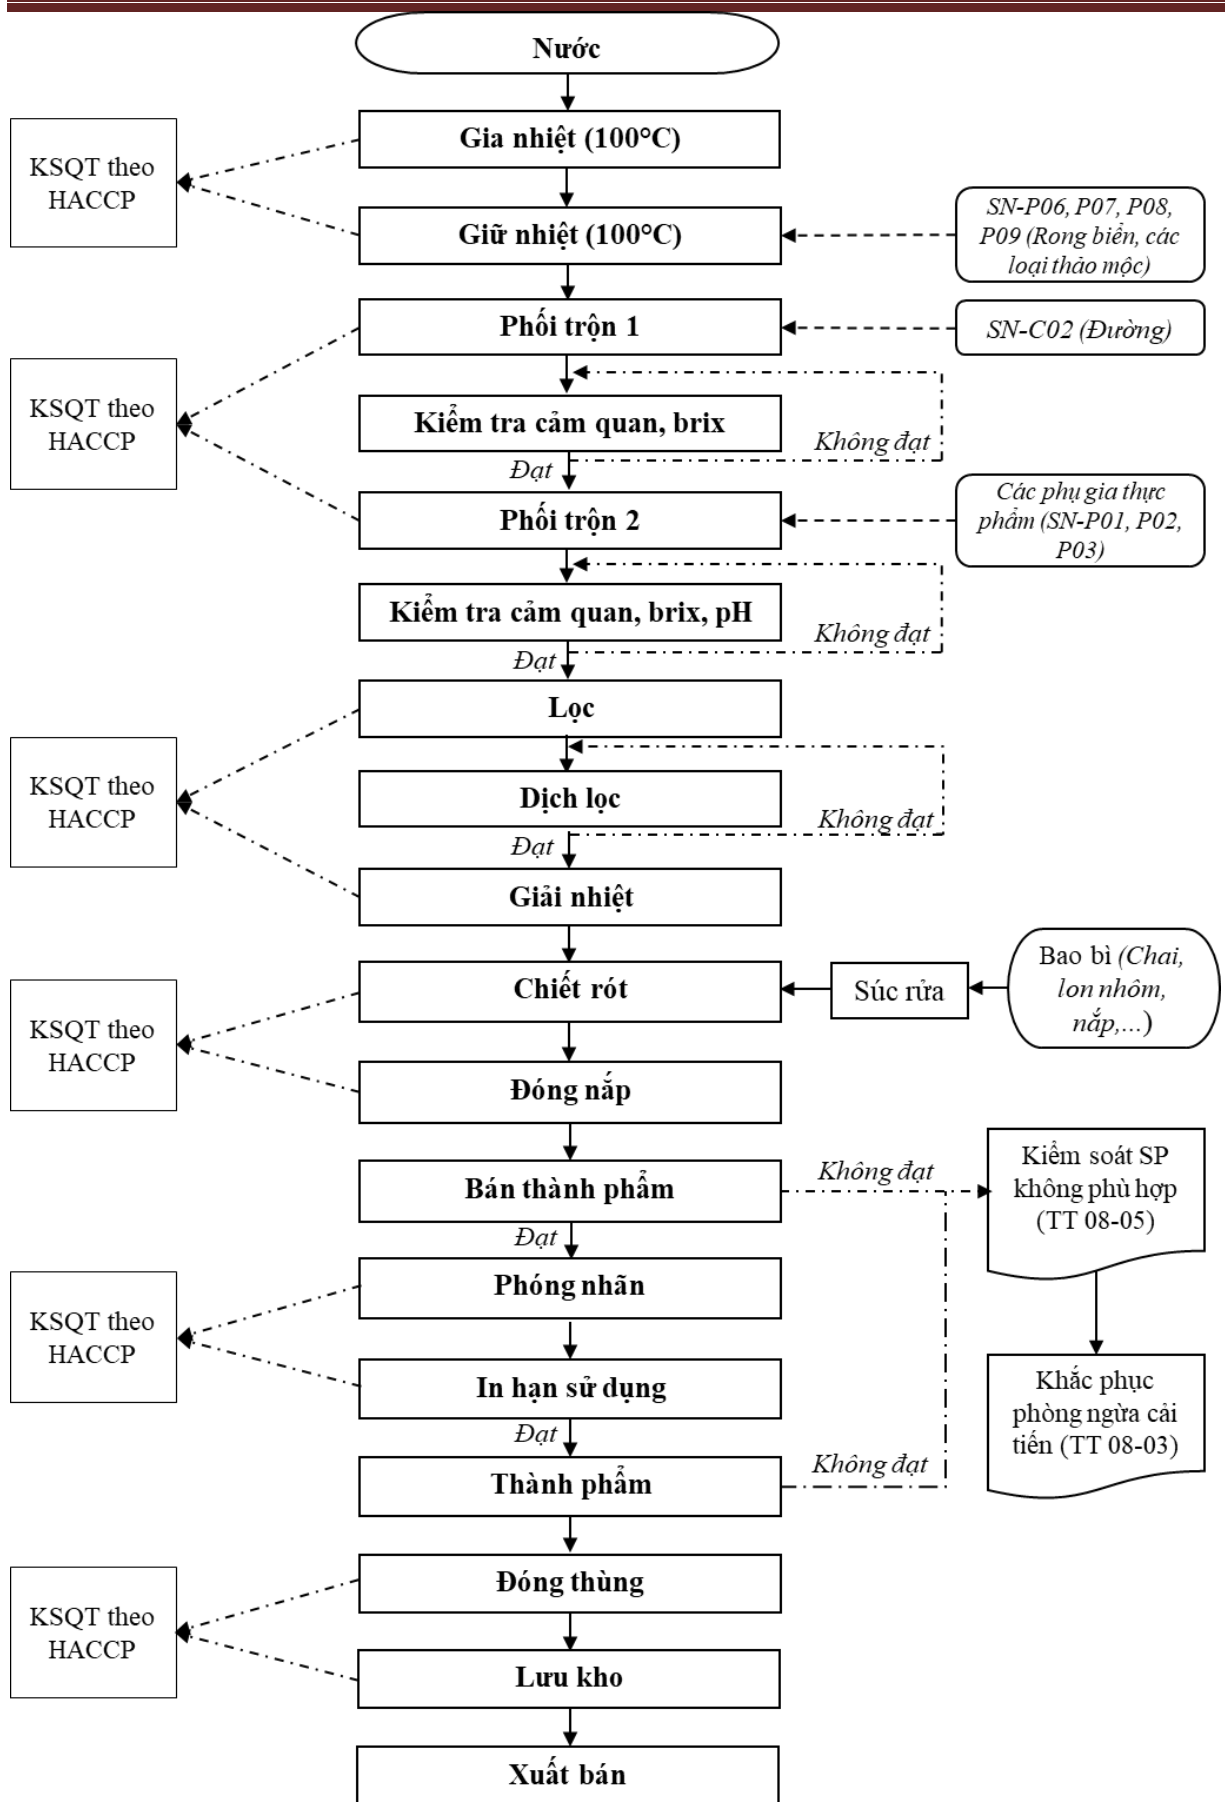 Nước
Gia nhiệt (100°C)
KSQT theo
HACCP
Giữ nhiệt (100°C)
SN-P06, P07, P08,
P09 (Rong biển, các
loại thảo mộc)
Phối trộn 1
SN-C02 (Đường)
KSQT theo
HACCP
Kiểm tra cảm quan, brix
Không đạt
Đạt
Phối trộn 2
Các phụ gia thực
phẩm (SN-P01, P02,
P03)
Kiểm tra cảm quan, brix, pH
Không đạt
Đạt
Lọc
KSQT theo
HACCP
Dịch lọc
Không đạt
Đạt
Giải nhiệt
Chiết rót
Súc rửa
Bao bì (Chai,
lon nhôm,
nắp,...)
KSQT theo
HACCP
Đóng nắp
Bán thành phẩm
Không đạt
Kiểm soát SP
không phù hợp
(TT 08-05)
Đạt
Phóng nhãn
KSQT theo
HACCP
In hạn sử dụng
Khắc phục
phòng ngừa cải
tiến (TT 08-03)
Đạt
Thành phẩm
Không đạt
Đóng thùng
KSQT theo
HACCP
Lưu kho
Xuất bán